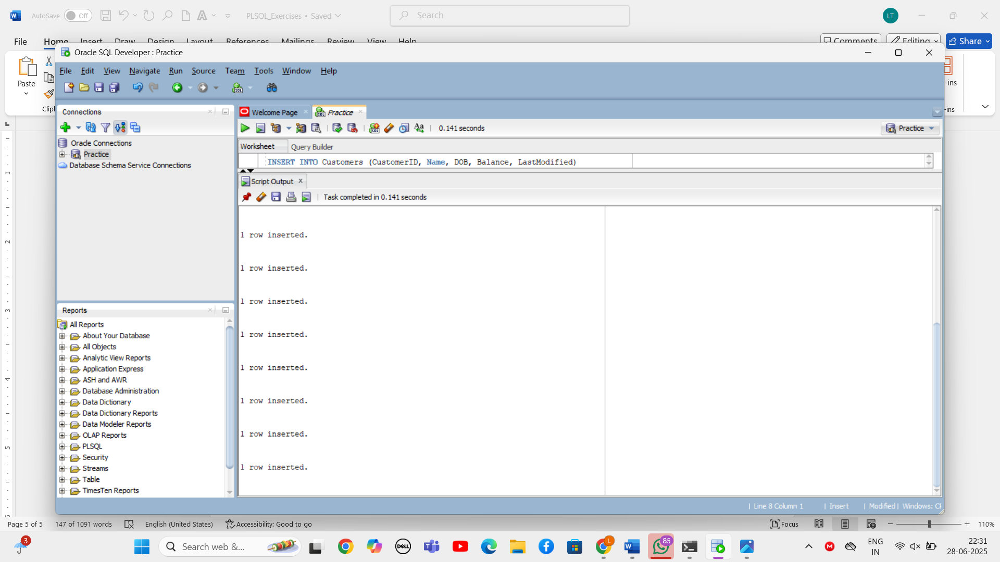 AutoSave Off
PLSQL_Exercises • Saved
Search
LT
File Home Insert Draw Design Layout References Mailings Review View Help
Comments Editing Share
Paste
Oracle SQL Developer : Practice
File Edit View Navigate Run Source Team Tools Window Help
-ins
-ins
Connections
Oracle Connections
Practice
Database Schema Service Connections
Welcome Page
Practice
0.141 seconds
Practice
Worksheet Query Builder
INSERT INTO Customers (CustomerID, Name, DOB, Balance, LastModified)
Script Output
Task completed in 0.141 seconds
1 row inserted.
1 row inserted.
1 row inserted.
1 row inserted.
1 row inserted.
1 row inserted.
1 row inserted.
1 row inserted.
Reports
All Reports
About Your Database
All Objects
Analytic View Reports
Application Express
ASH and AWR
Database Administration
Data Dictionary
Data Dictionary Reports
Data Modeler Reports
OLAP Reports
PLSQL
Security
Streams
Table
TimesTen Reports
Line 8 Column 1 | Insert | Modified | Windows:
1
2
3
4
5
Page 5 of 5 147 of 1091 words English (United States) Accessibility: Good to go
Focus
110%
3
Search web &...
DELL
L
85
ENG
IN
22:31
28-06-2025